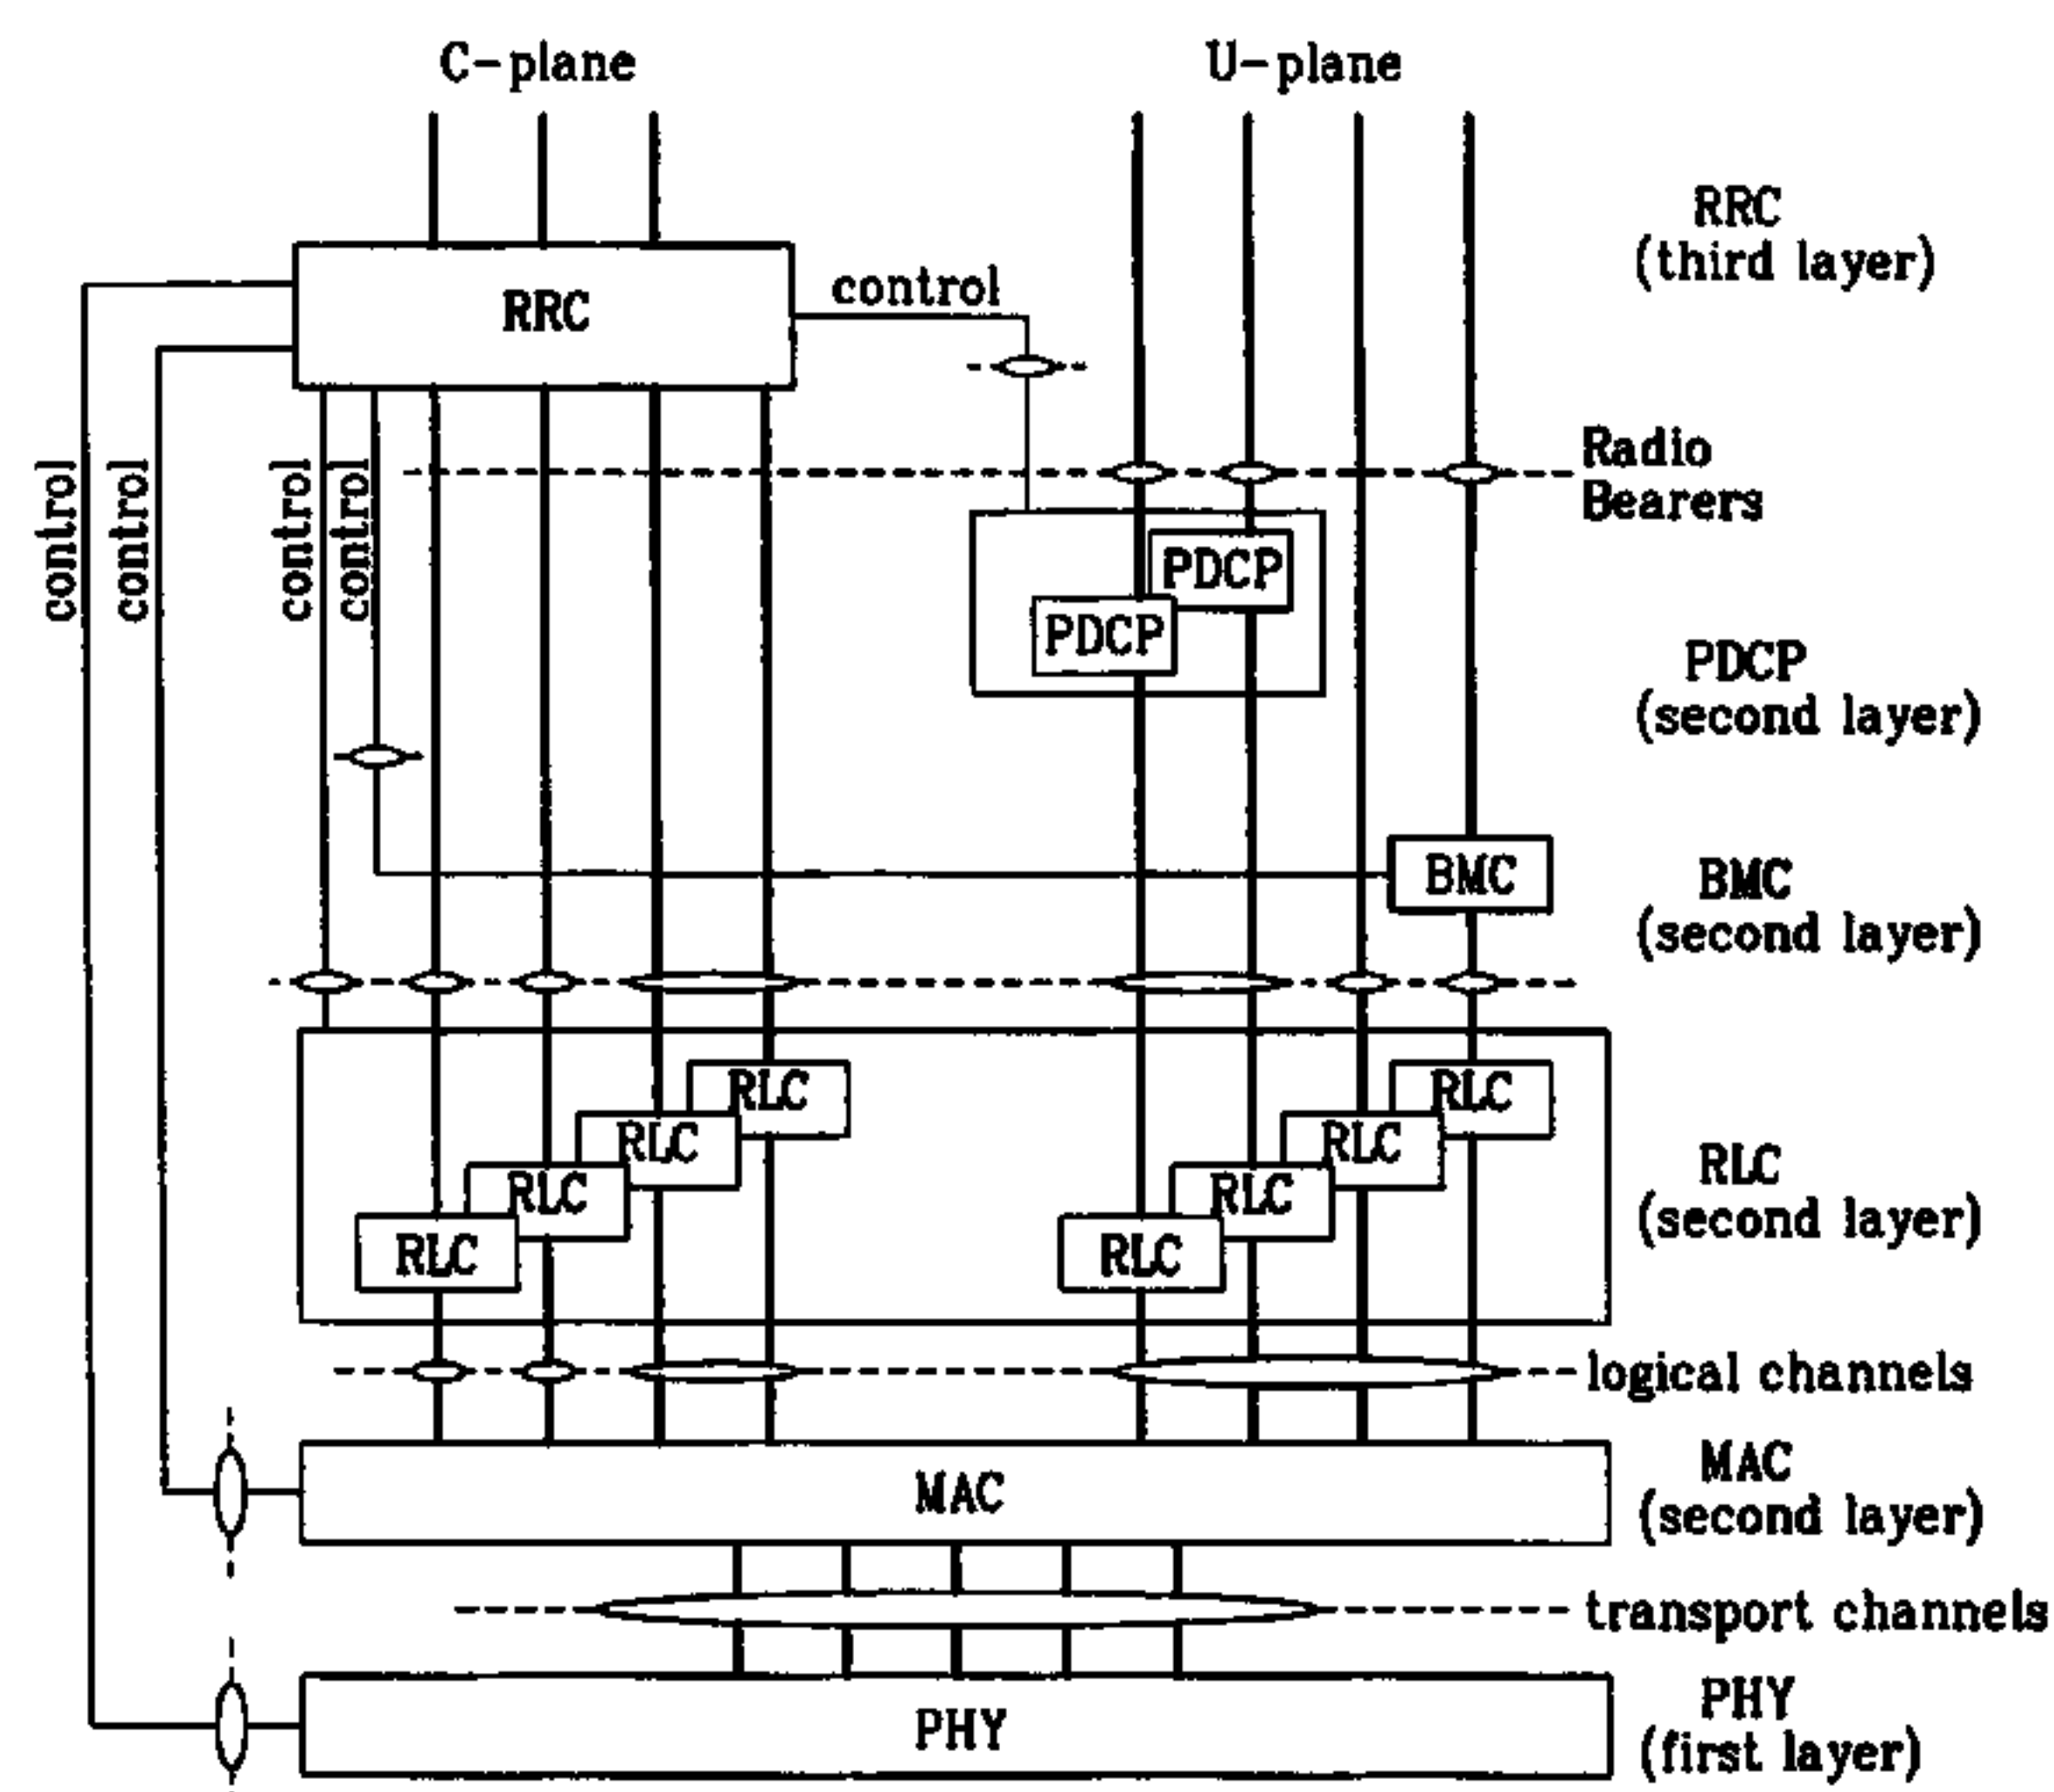 C-plane
U-plane
RRC
(third layer)
RRC
control
control
control
control
control
Radio
Bearers
PDCP
PDCP
PDCP
(second layer)
BMC
BMC
(second layer)
RLC
RLC
RLC
RLC
RLC
RLC
RLC
RLC
RLC
(second layer)
logical channels
MAC
MAC
(second layer)
transport channels
PHY
PHY
(first layer)